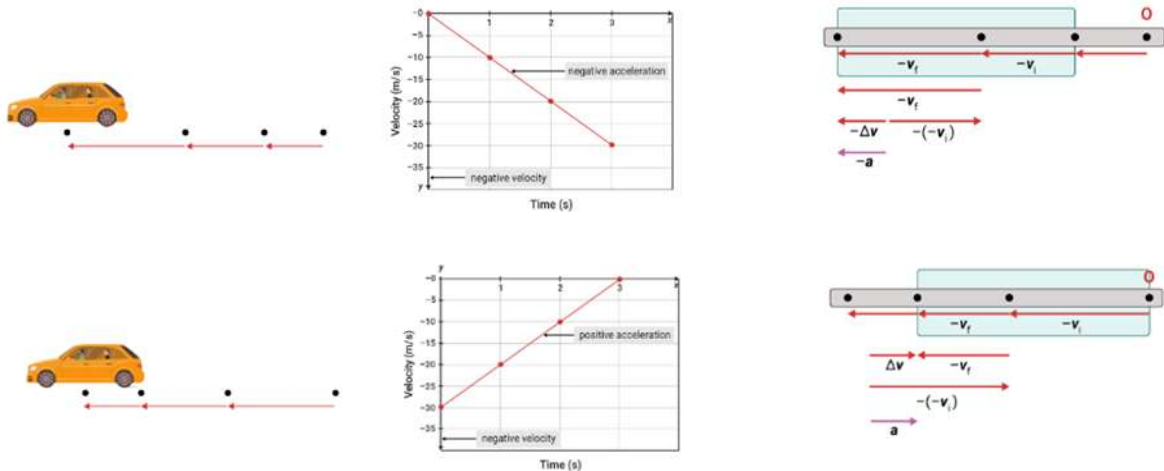 -0
1
2
3
x
-5
-10
negative acceleration
-15
-20
-25
-30
-35
negative velocity
y
Velocity (m/s)
Time (s)
O
-v_f
-v_i
-v_f
-Δv
-(-v_i)
-a
y
-0
1
2
3
x
-5
-10
positive acceleration
-15
-20
-25
-30
-35
negative velocity
Velocity (m/s)
Time (s)
O
-v_f
-v_i
Δv
-v_f
-(-v_i)
a